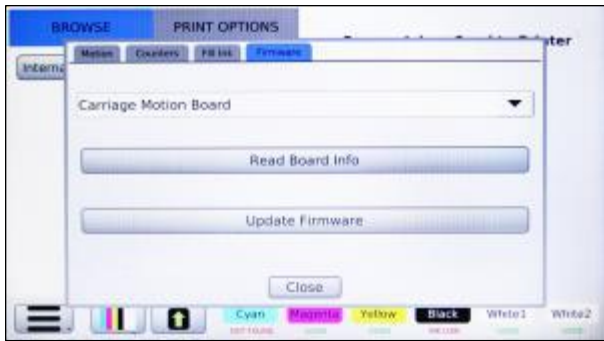 BROWSE PRINT OPTIONS
Motion Counters Fill Ink Firmware
Interna
Carriage Motion Board
Read Board Info
Update Firmware
Close
Cyan Magenta Yellow Black White1 White2